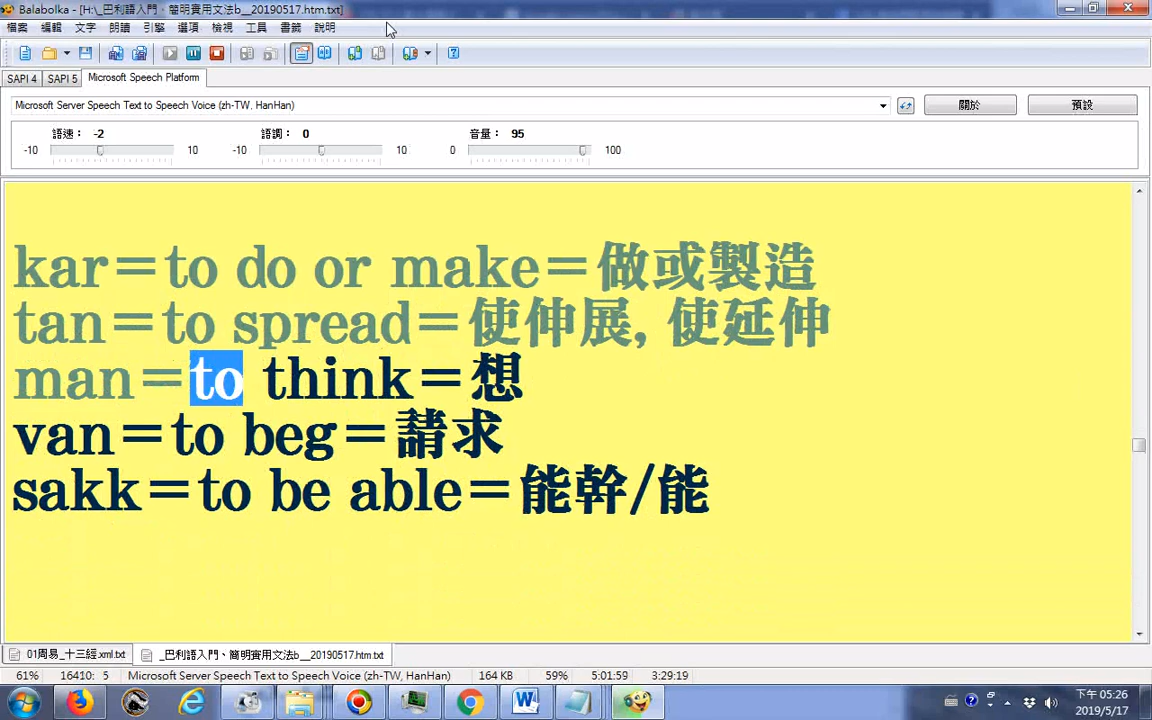 Balabolka - [H:\_巴利語入門、簡明實用文法b__20190517.htm.txt]
檔案 編輯 文字 朗讀 引擎 選項 檢視 工具 書籤 說明
SAPI 4 SAPI 5 Microsoft Speech Platform
Microsoft Server Speech Text to Speech Voice (zh-TW, HanHan) 關於 預設
語速： -2 語調： 0 音量： 95
-10 10 -10 10 0 100
kar＝to do or make＝做或製造
tan＝to spread＝使伸展, 使延伸
man＝to think＝想
van＝to beg＝請求
sakk＝to be able＝能幹/能
01周易_十三經.xml.txt _巴利語入門、簡明實用文法b__20190517.htm.txt
61% 16410: 5 Microsoft Server Speech Text to Speech Voice (zh-TW, HanHan) 164 KB 59% 5:01:59 3:29:19
下午 05:26
2019/5/17